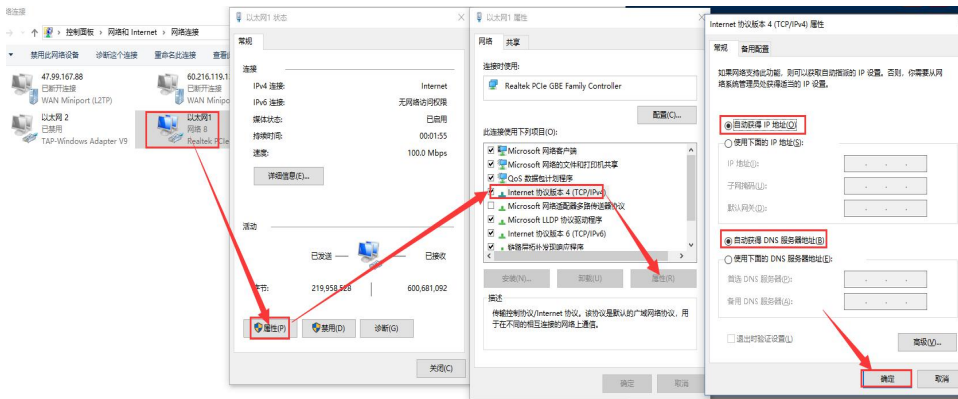 络连接
控制面板 › 网络和 Internet › 网络连接
禁用此网络设备 诊断这个连接 重命名此连接
47.99.167.88
已断开连接
WAN Miniport (L2TP)
60.216.119.1
已断开连接
WAN Minipo
以太网 2
已禁用
TAP-Windows Adapter V9
以太网1
网络 8
Realtek PCIe
以太网1 状态
常规
连接
IPv4 连接: Internet
IPv6 连接: 无网络访问权限
媒体状态: 已启用
持续时间: 00:01:55
速度: 100.0 Mbps
详细信息(E)...
活动
已发送 — — 已接收
字节: 219,958,528 600,681,092
属性(P) 禁用(D) 诊断(G)
关闭(C)
以太网1 属性
网络 共享
连接时使用:
Realtek PCIe GBE Family Controller
配置(C)...
此连接使用下列项目(O):
Microsoft 网络客户端
Microsoft 网络的文件和打印机共享
QoS 数据包计划程序
Internet 协议版本 4 (TCP/IPv4)
Microsoft 网络适配器多路传送器协议
Microsoft LLDP 协议驱动程序
Internet 协议版本 6 (TCP/IPv6)
链路层拓扑发现响应程序
安装(N)... 卸载(U) 属性(R)
描述
传输控制协议/Internet 协议。该协议是默认的广域网络协议，用
于在不同的相互连接的网络上通信。
确定 取消
Internet 协议版本 4 (TCP/IPv4) 属性
常规 备用配置
如果网络支持此功能，则可以获取自动指派的 IP 设置。否则，你需要从网
络系统管理员处获得适当的 IP 设置。
自动获得 IP 地址(O)
使用下面的 IP 地址(S):
IP 地址(I):
子网掩码(U):
默认网关(D):
自动获得 DNS 服务器地址(B)
使用下面的 DNS 服务器地址(E):
首选 DNS 服务器(P):
备用 DNS 服务器(A):
退出时验证设置(L)
高级(V)...
确定 取消